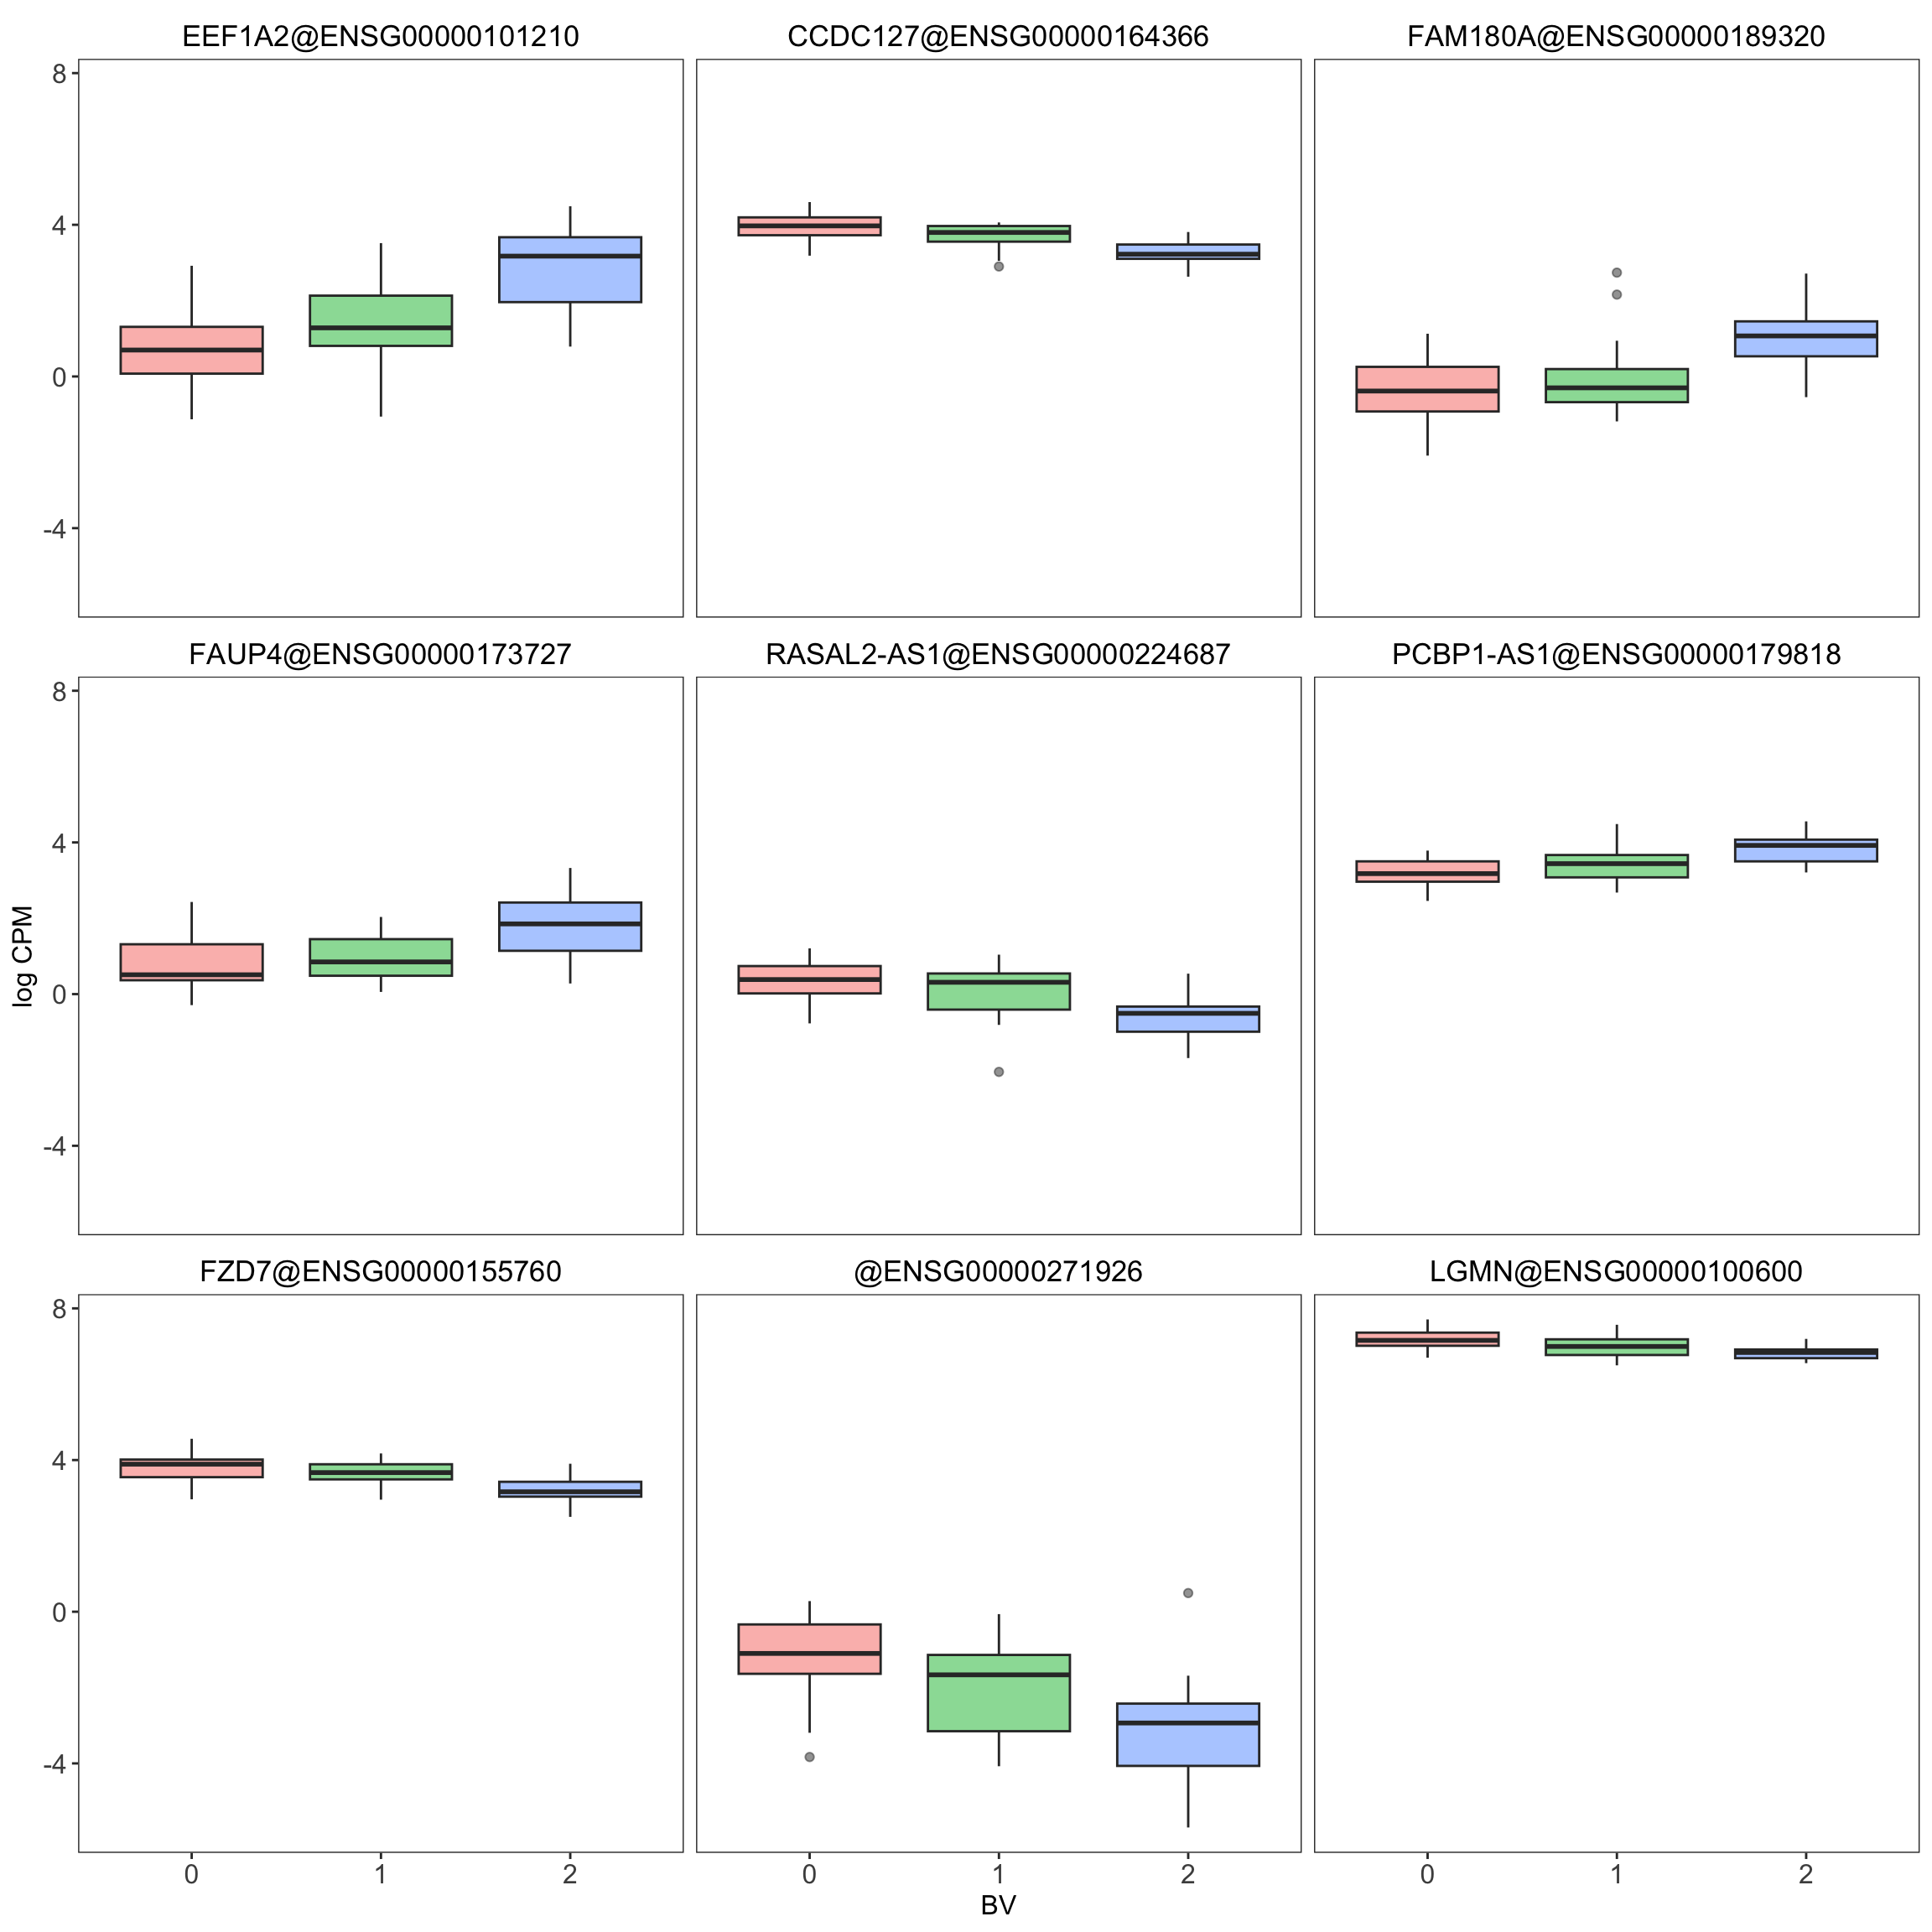 EEF1A2@ENSG00000101210
CCDC127@ENSG00000164366
FAM180A@ENSG00000189320
8
4
0
-4
FAUP4@ENSG00000173727
RASAL2-AS1@ENSG00000224687
PCBP1-AS1@ENSG00000179818
8
4
0
-4
log CPM
FZD7@ENSG00000155760
@ENSG00000271926
LGMN@ENSG00000100600
8
4
0
-4
0 1 2
0 1 2
0 1 2
BV